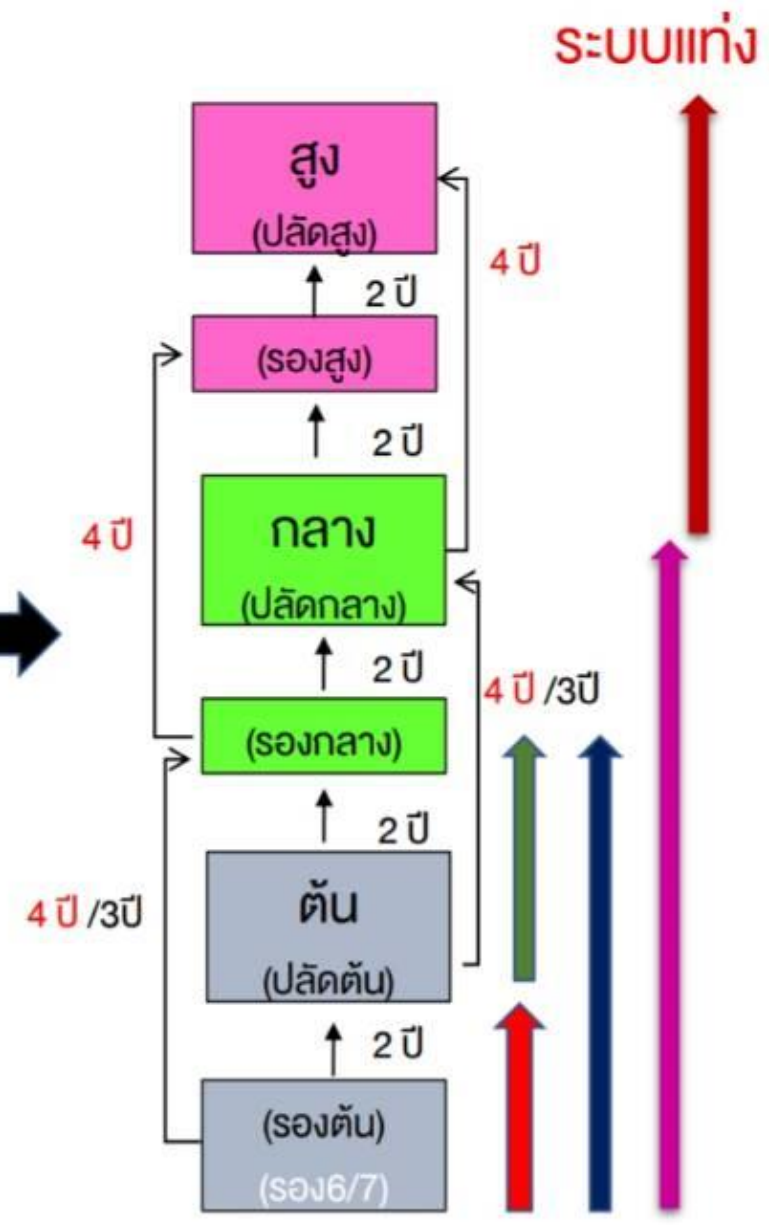 ระบบแท่ง
สูง
(ปลัดสูง)
4 ปี
2 ปี
(รองสูง)
2 ปี
4 ปี
กลาง
(ปลัดกลาง)
2 ปี
4 ปี /3ปี
(รองกลาง)
2 ปี
4 ปี /3ปี
ต้น
(ปลัดต้น)
2 ปี
(รองต้น)
(รอง6/7)